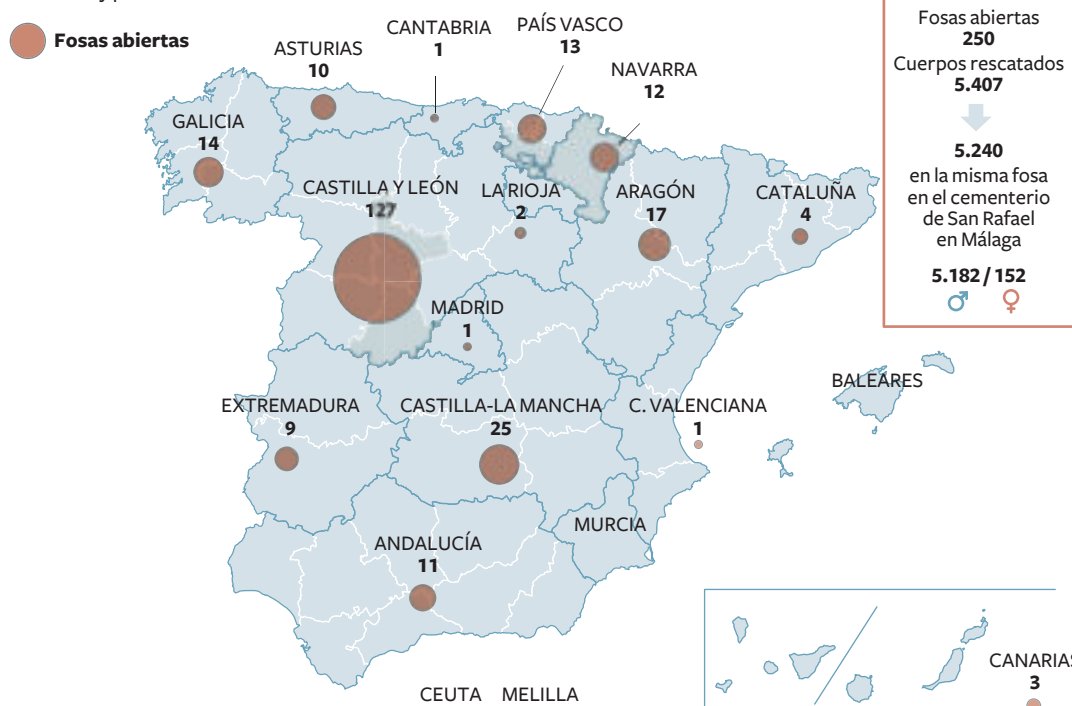 Fosas abiertas
ASTURIAS
10
CANTABRIA
1
PAÍS VASCO
13
NAVARRA
12
GALICIA
14
CASTILLA Y LEÓN
127
LA RIOJA
2
ARAGÓN
17
CATALUÑA
4
MADRID
1
EXTREMADURA
9
CASTILLA-LA MANCHA
25
C. VALENCIANA
1
BALEARES
MURCIA
ANDALUCÍA
11
CEUTA MELILLA
CANARIAS
3
Fosas abiertas
250
Cuerpos rescatados
5.407
5.240
en la misma fosa
en el cementerio
de San Rafael
en Málaga
5.182 / 152
♂ ♀